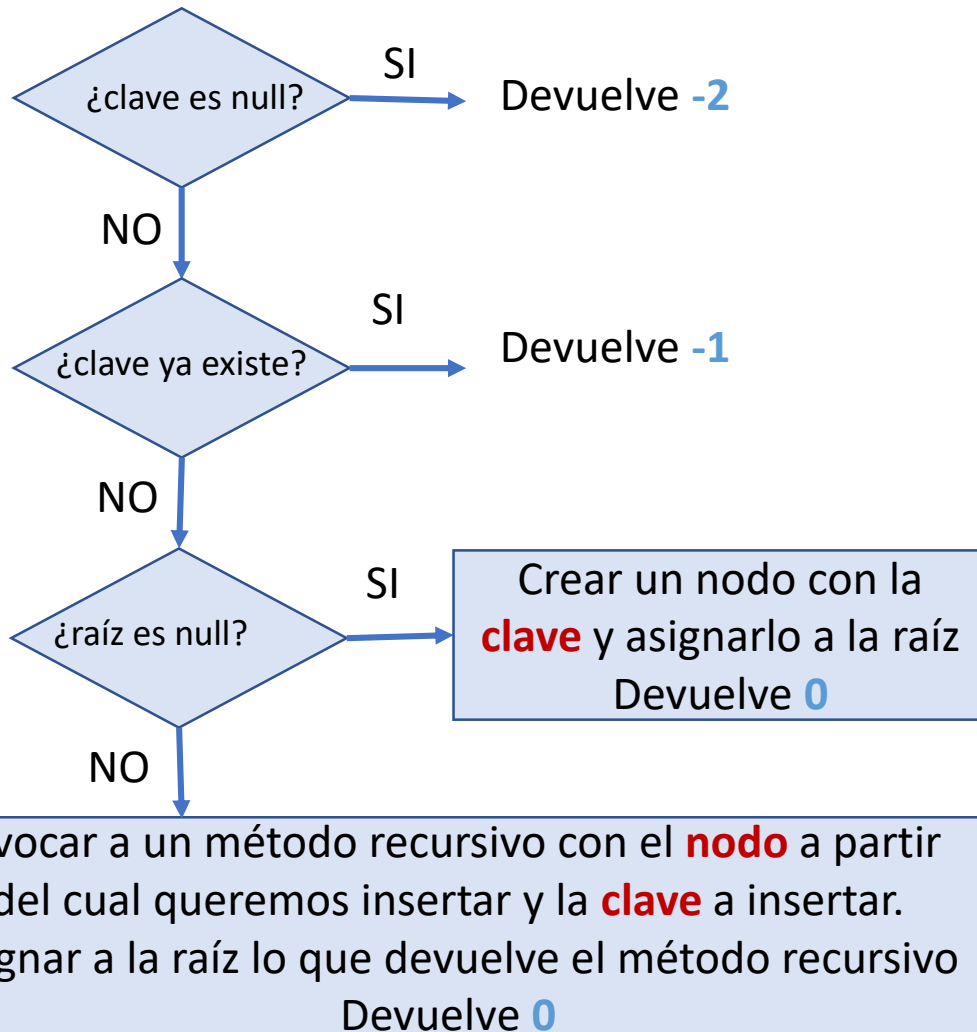 ¿clave es null?
SI
Devuelve -2
NO
¿clave ya existe?
SI
Devuelve -1
NO
¿raíz es null?
SI
Crear un nodo con la
clave y asignarlo a la raíz
Devuelve 0
NO
vocar a un método recursivo con el nodo a partir
del cual queremos insertar y la clave a insertar.
gnar a la raíz lo que devuelve el método recursivo
Devuelve 0